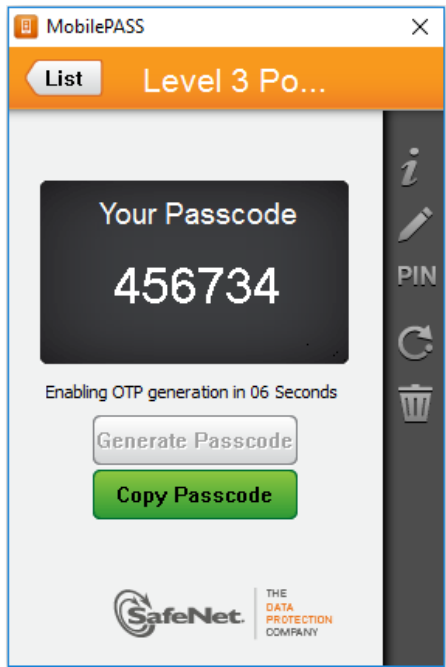 MobilePASS
List
Level 3 Po...
Your Passcode
456734
PIN
Enabling OTP generation in 06 Seconds
Generate Passcode
Copy Passcode
SafeNet.
THE
DATA
PROTECTION
COMPANY